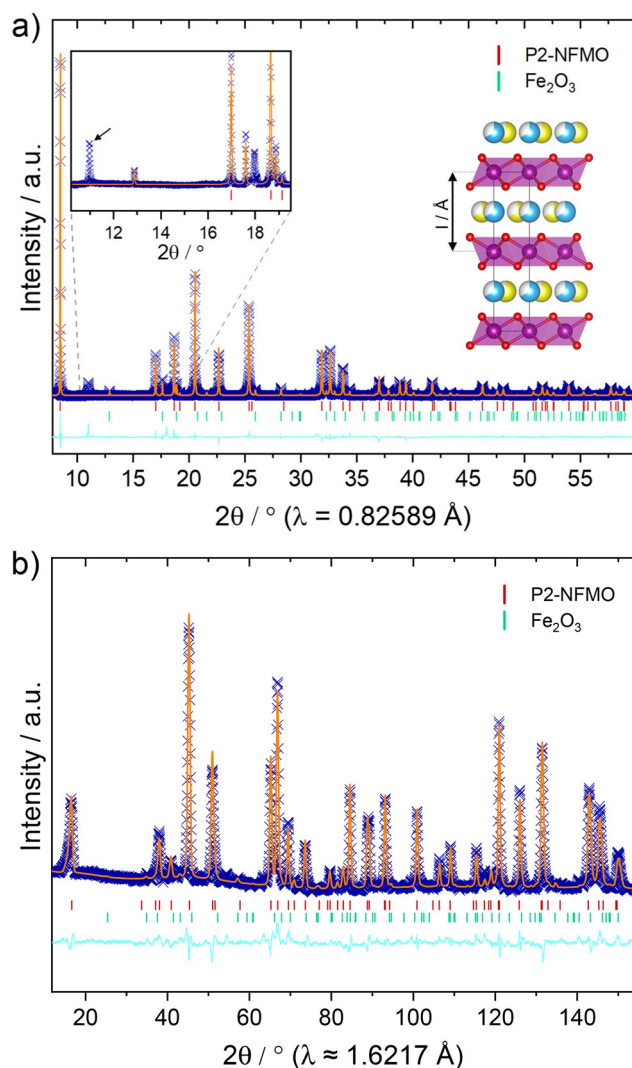 a)
P2-NFMO
Fe₂O₃
Intensity / a.u.
12 14 16 18
2θ / °
l / Å
10 15 20 25 30 35 40 45 50 55
2θ / ° (λ = 0.82589 Å)
b)
P2-NFMO
Fe₂O₃
Intensity / a.u.
20 40 60 80 100 120 140
2θ / ° (λ ≈ 1.6217 Å)